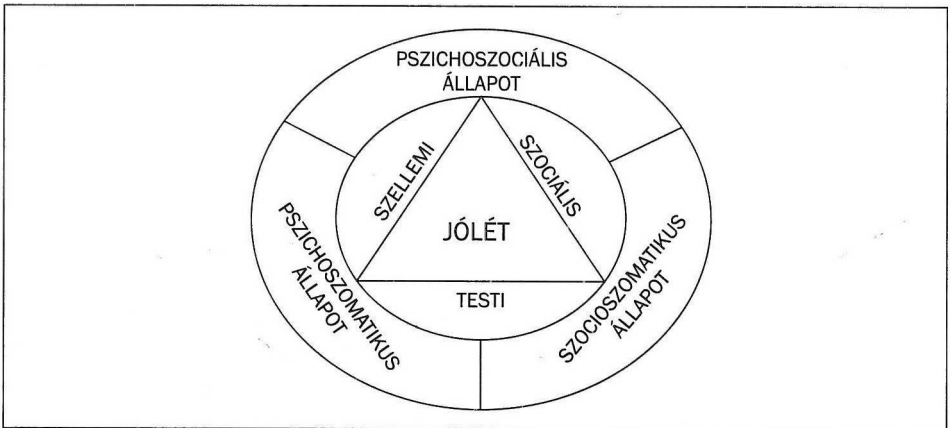 PSZICHOSZOCIÁLIS
ÁLLAPOT
SZELLEMI
SZOCIÁLIS
JÓLÉT
TESTI
PSZICHOSZOMATIKUS
ÁLLAPOT
SZOCIOSZOMATIKUS
ÁLLAPOT